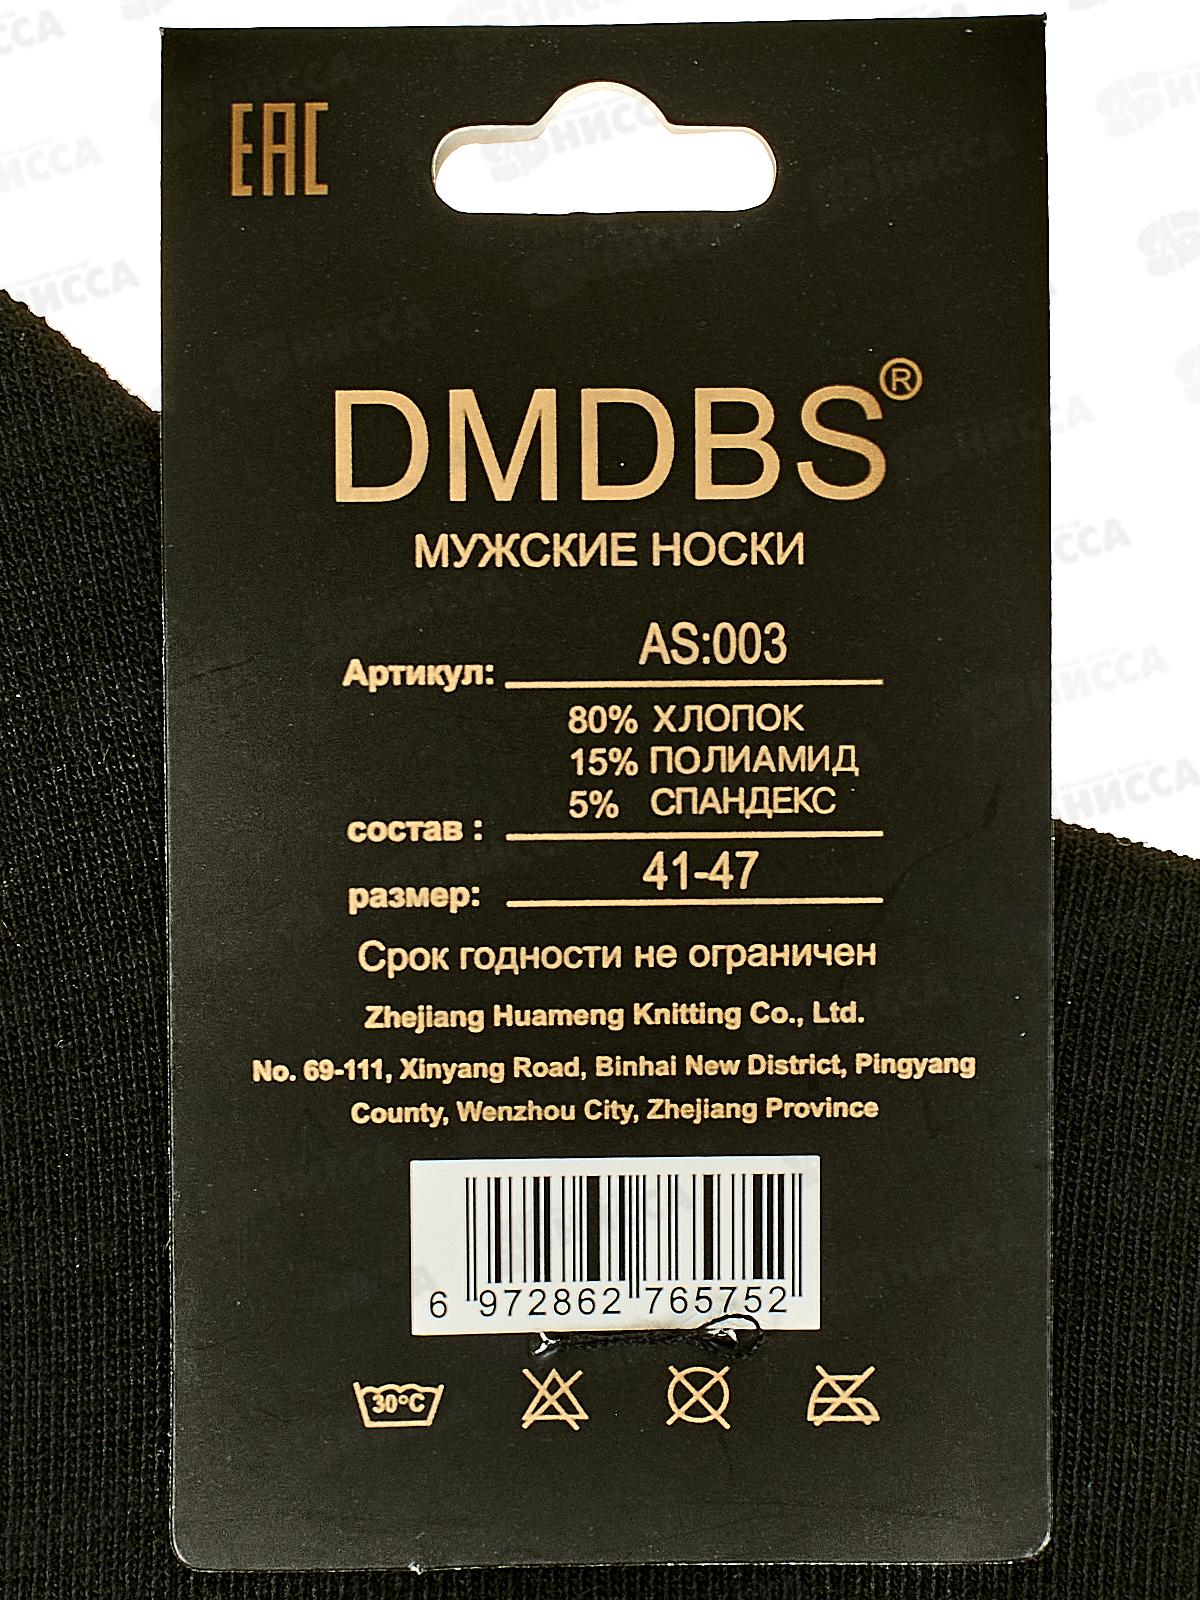 EAC
DMDBS®
МУЖСКИЕ НОСКИ
Артикул: AS:003
80% ХЛОПОК
15% ПОЛИАМИД
5% СПАНДЕКС
состав :
размер: 41-47
Срок годности не ограничен
Zhejiang Huameng Knitting Co., Ltd.
No. 69-111, Xinyang Road, Binhai New District, Pingyang
County, Wenzhou City, Zhejiang Province
6 972862 765752
30°C